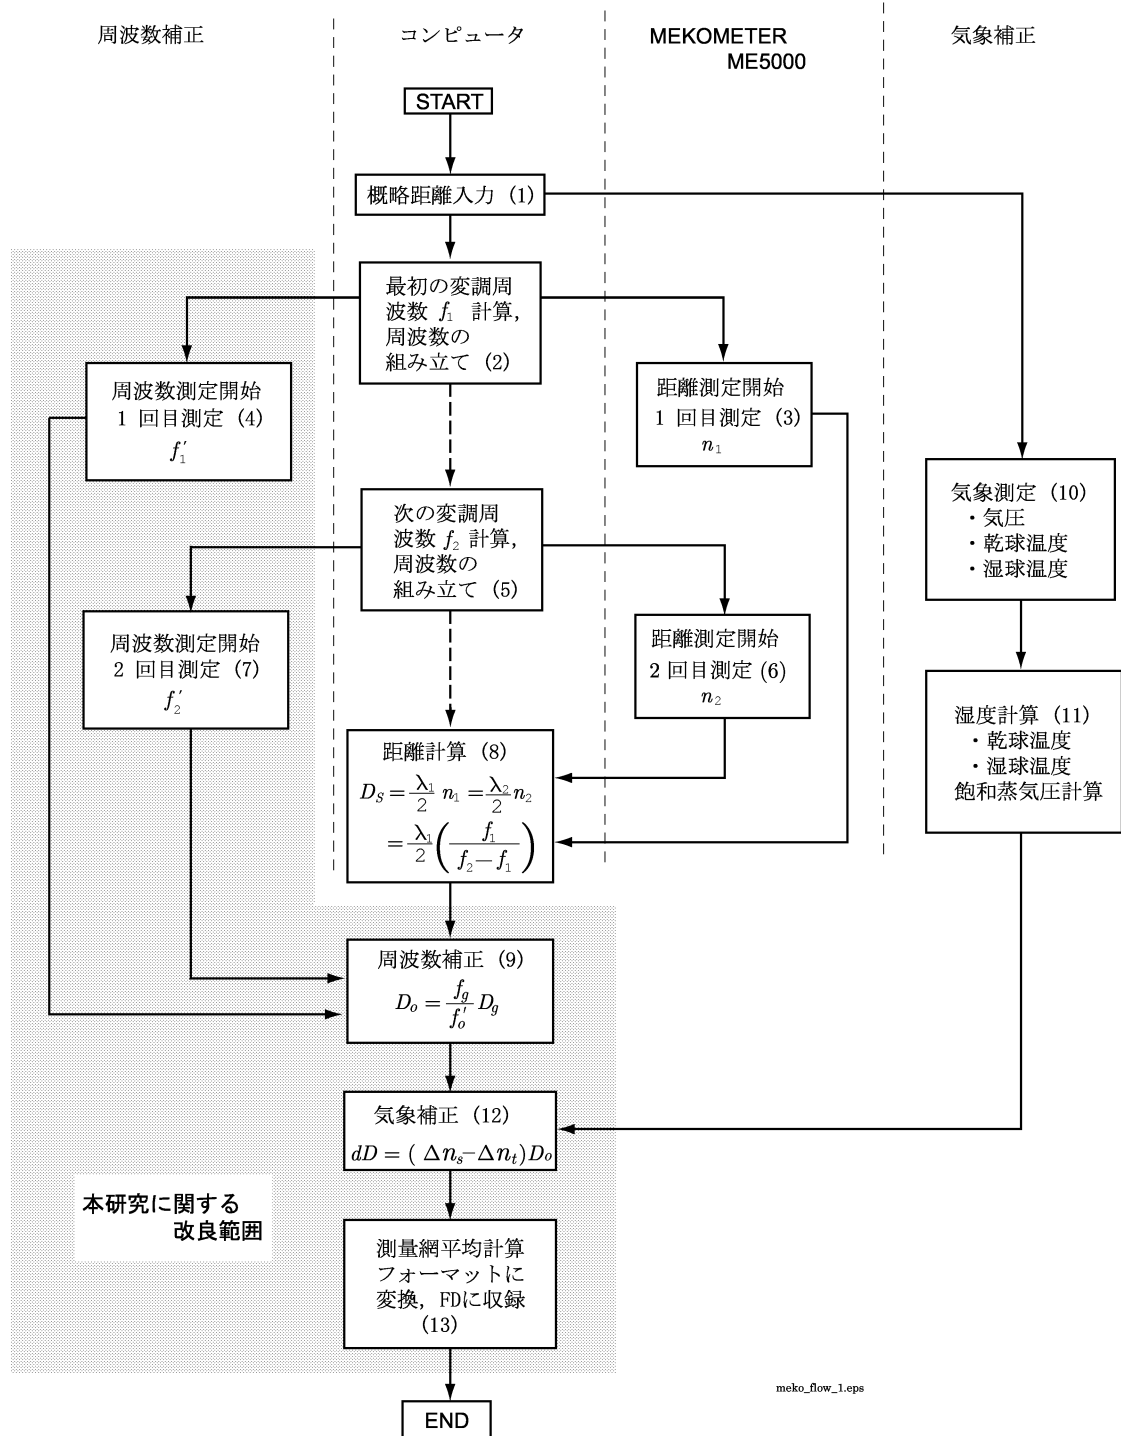 周波数補正
コンピュータ
MEKOMETER
ME5000
気象補正
START
概略距離入力 (1)
最初の変調周
波数 f₁ 計算，
周波数の
組み立て (2)
周波数測定開始
1 回目測定 (4)
f₁′
距離測定開始
1 回目測定 (3)
n₁
気象測定 (10)
・気圧
・乾球温度
・湿球温度
次の変調周
波数 f₂ 計算，
周波数の
組み立て (5)
周波数測定開始
2 回目測定 (7)
f₂′
距離測定開始
2 回目測定 (6)
n₂
湿度計算 (11)
・乾球温度
・湿球温度
飽和蒸気圧計算
距離計算 (8)
D_S = λ₁/2 n₁ = λ₂/2 n₂
= λ₁/2 ( f₁ / (f₂ − f₁) )
周波数補正 (9)
D_o = f_g / f_o′ D_g
気象補正 (12)
dD = ( Δn_s − Δn_t ) D_o
本研究に関する
改良範囲
測量網平均計算
フォーマットに
変換，FDに収録
(13)
END
meko_flow_1.eps